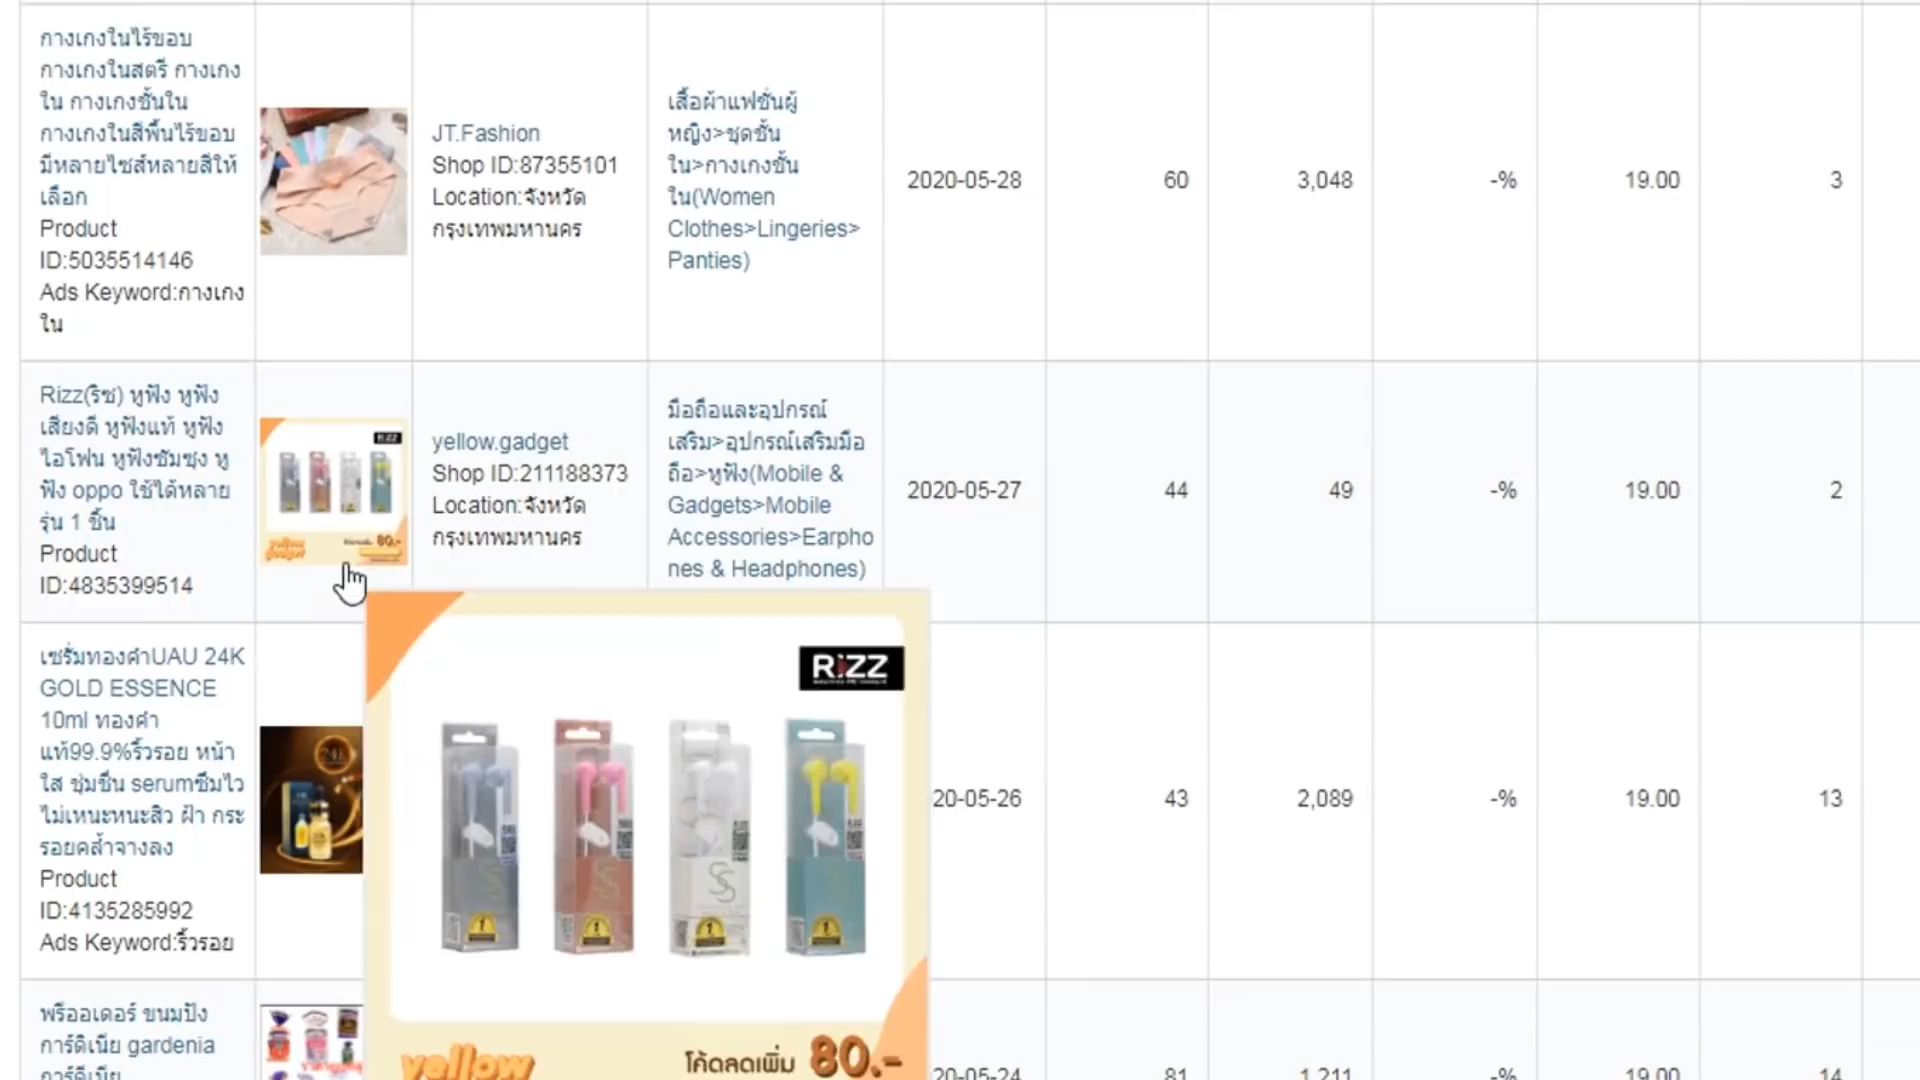 กางเกงในไร้ขอบ
กางเกงในสตรี กางเกง
ใน กางเกงชั้นใน
กางเกงในสีพื้นไร้ขอบ
มีหลายไซส์หลายสีให้
เลือก
Product
ID:5035514146
Ads Keyword:กางเกง
ใน
JT.Fashion
Shop ID:87355101
Location:จังหวัด
กรุงเทพมหานคร
เสื้อผ้าแฟชั่นผู้
หญิง>ชุดชั้น
ใน>กางเกงชั้น
ใน(Women
Clothes>Lingeries>
Panties)
2020-05-28
60
3,048
-%
19.00
3
Rizz(ริซ) หูฟัง หูฟัง
เสียงดี หูฟังแท้ หูฟัง
ไอโฟน หูฟังซัมซุง หู
ฟัง oppo ใช้ได้หลาย
รุ่น 1 ชิ้น
Product
ID:4835399514
RIZZ
yellow
80.-
yellow.gadget
Shop ID:211188373
Location:จังหวัด
กรุงเทพมหานคร
มือถือและอุปกรณ์
เสริม>อุปกรณ์เสริมมือ
ถือ>หูฟัง(Mobile &
Gadgets>Mobile
Accessories>Earpho
nes & Headphones)
2020-05-27
44
49
-%
19.00
2
เซรั่มทองคำUAU 24K
GOLD ESSENCE
10ml ทองคำ
แท้99.9%ริ้วรอย หน้า
ใส ชุ่มชื่น serumซึมไว
ไม่เหนะหนะสิว ฝ้า กระ
รอยคล้ำจางลง
Product
ID:4135285992
Ads Keyword:ริ้วรอย
RIZZ
yellow
โค้ดลดเพิ่ม 80.-
20-05-26
43
2,089
-%
19.00
13
พรีออเดอร์ ขนมปัง
การ์ดิเนีย gardenia
การ์ดีเนีย
20-05-24
81
1,211
-%
19.00
14